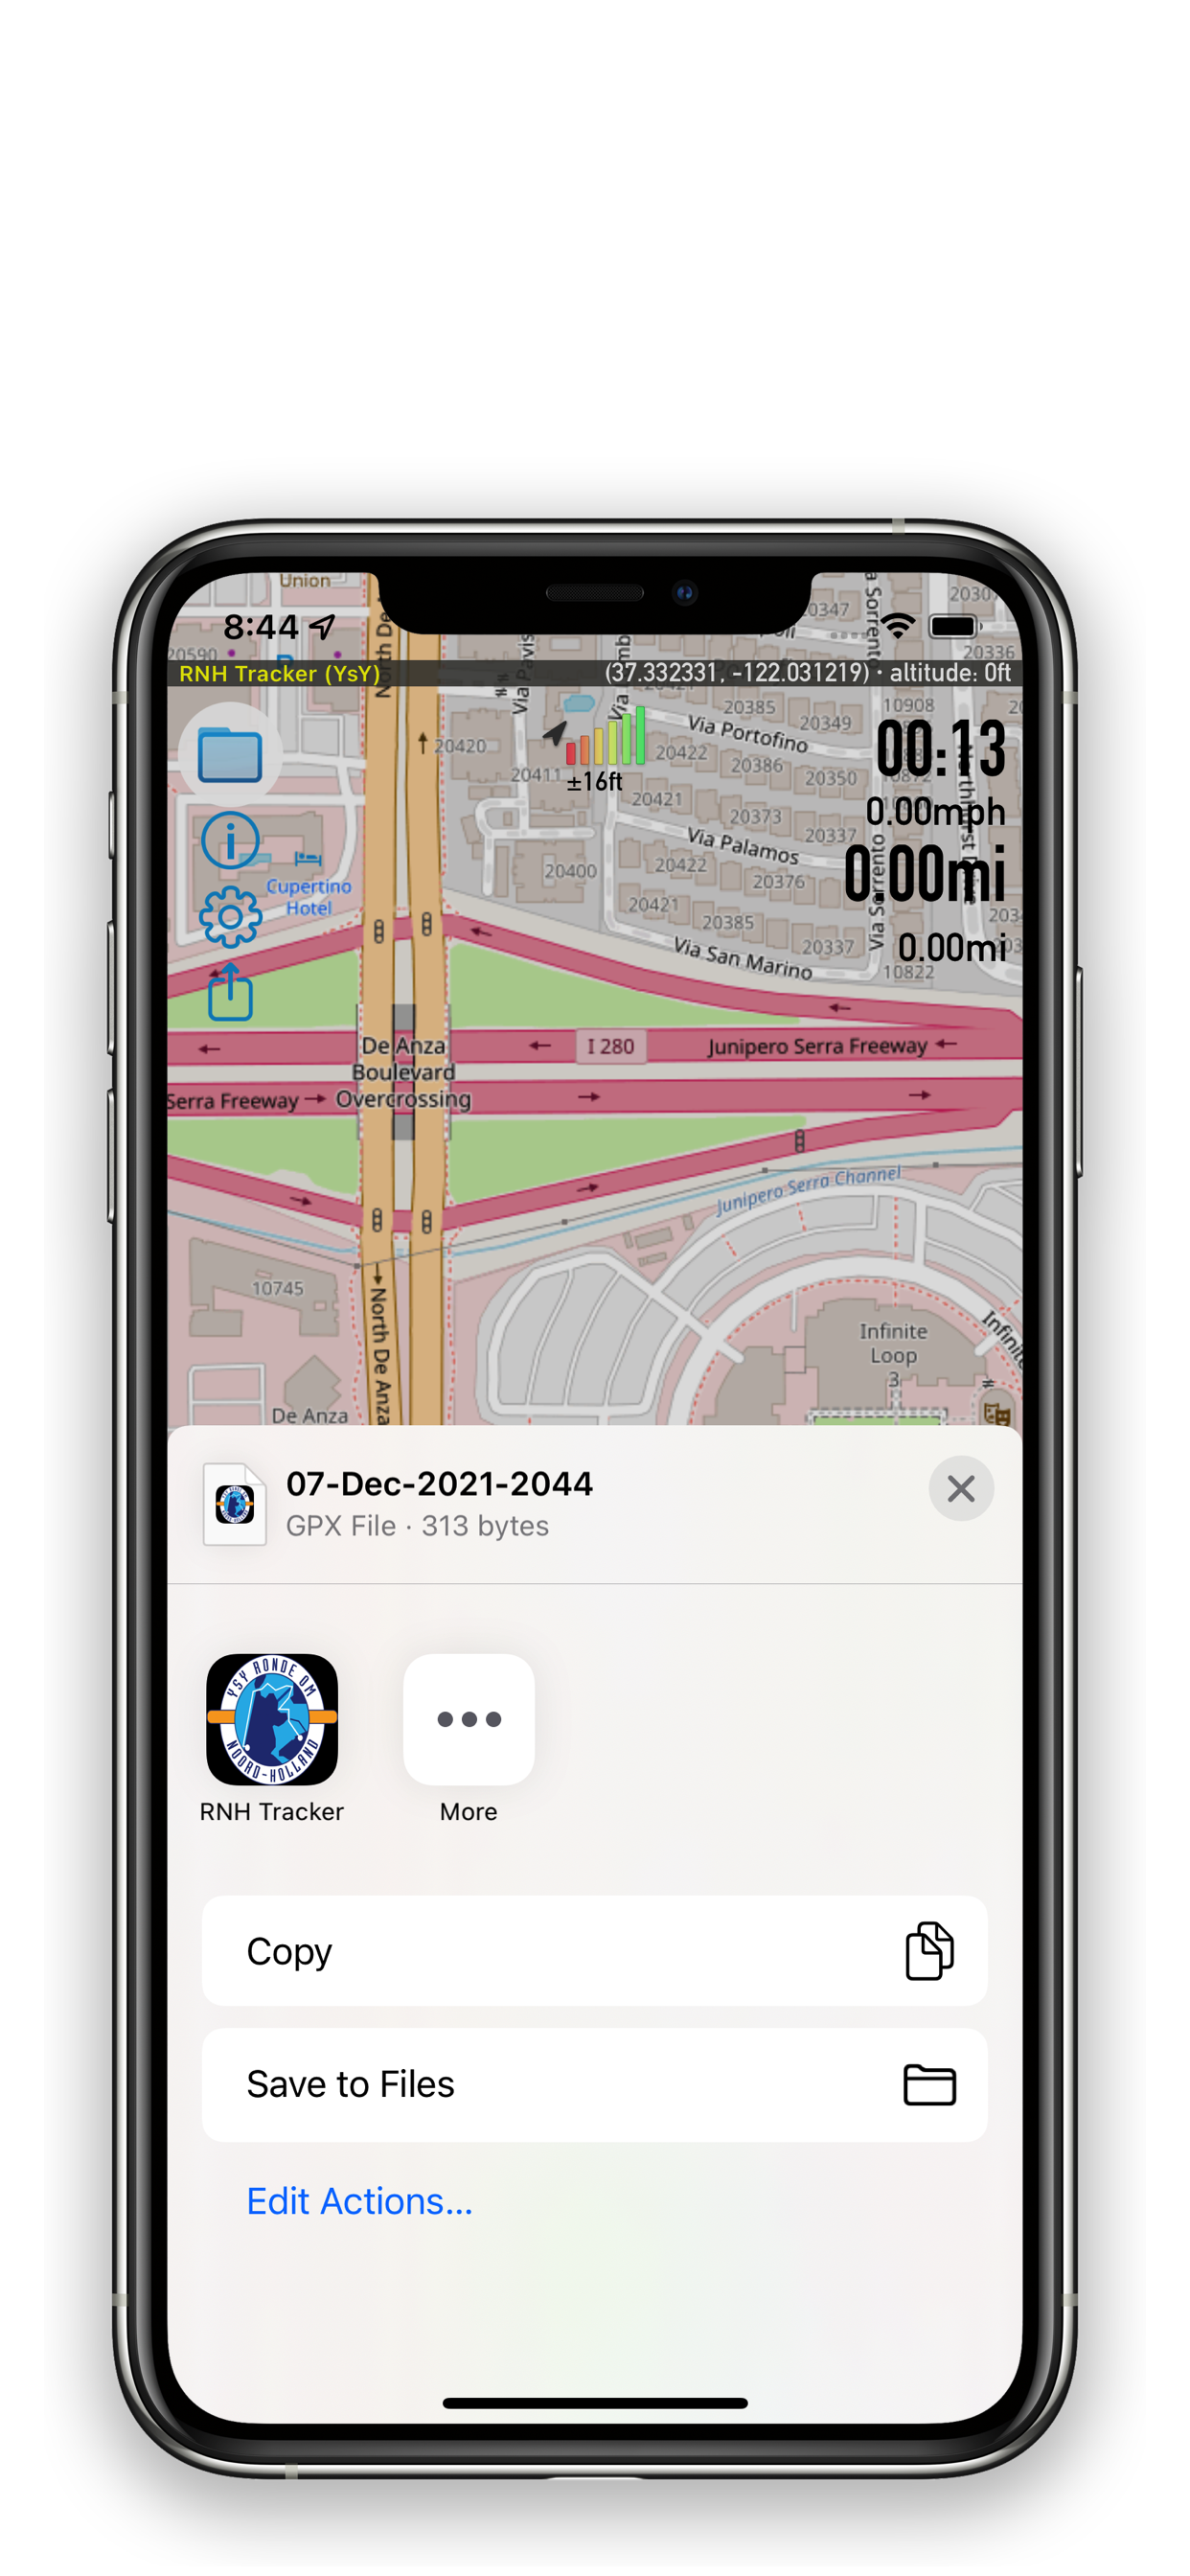 Union
8:44
20347
20307
20590
20336
North De
a Sorrento
RNH Tracker (YsY)
(37.332331, -122.031219) · altitude: 0ft
Via
20385
20349
10908
Via Portofino
00:13
20420
20411
20422
20386
20350
±16ft
20421
0.00mph
20373
20337
Via Palamos
0.00mi
20400
20422
20376
Via Sorrento
Cupertino
Hotel
20421
20385
20337
0.00mi
Via San Marino
10822
De Anza
Boulevard
Overcrossing
I 280
Junipero Serra Freeway
Serra Freeway
Junipero Serra Channel
10745
North De Anza
Infinite
Loop
3
Infinite
De Anza
07-Dec-2021-2044
GPX File · 313 bytes
YSY RONDE OM
NOORD-HOLLAND
RNH Tracker
More
Copy
Save to Files
Edit Actions...